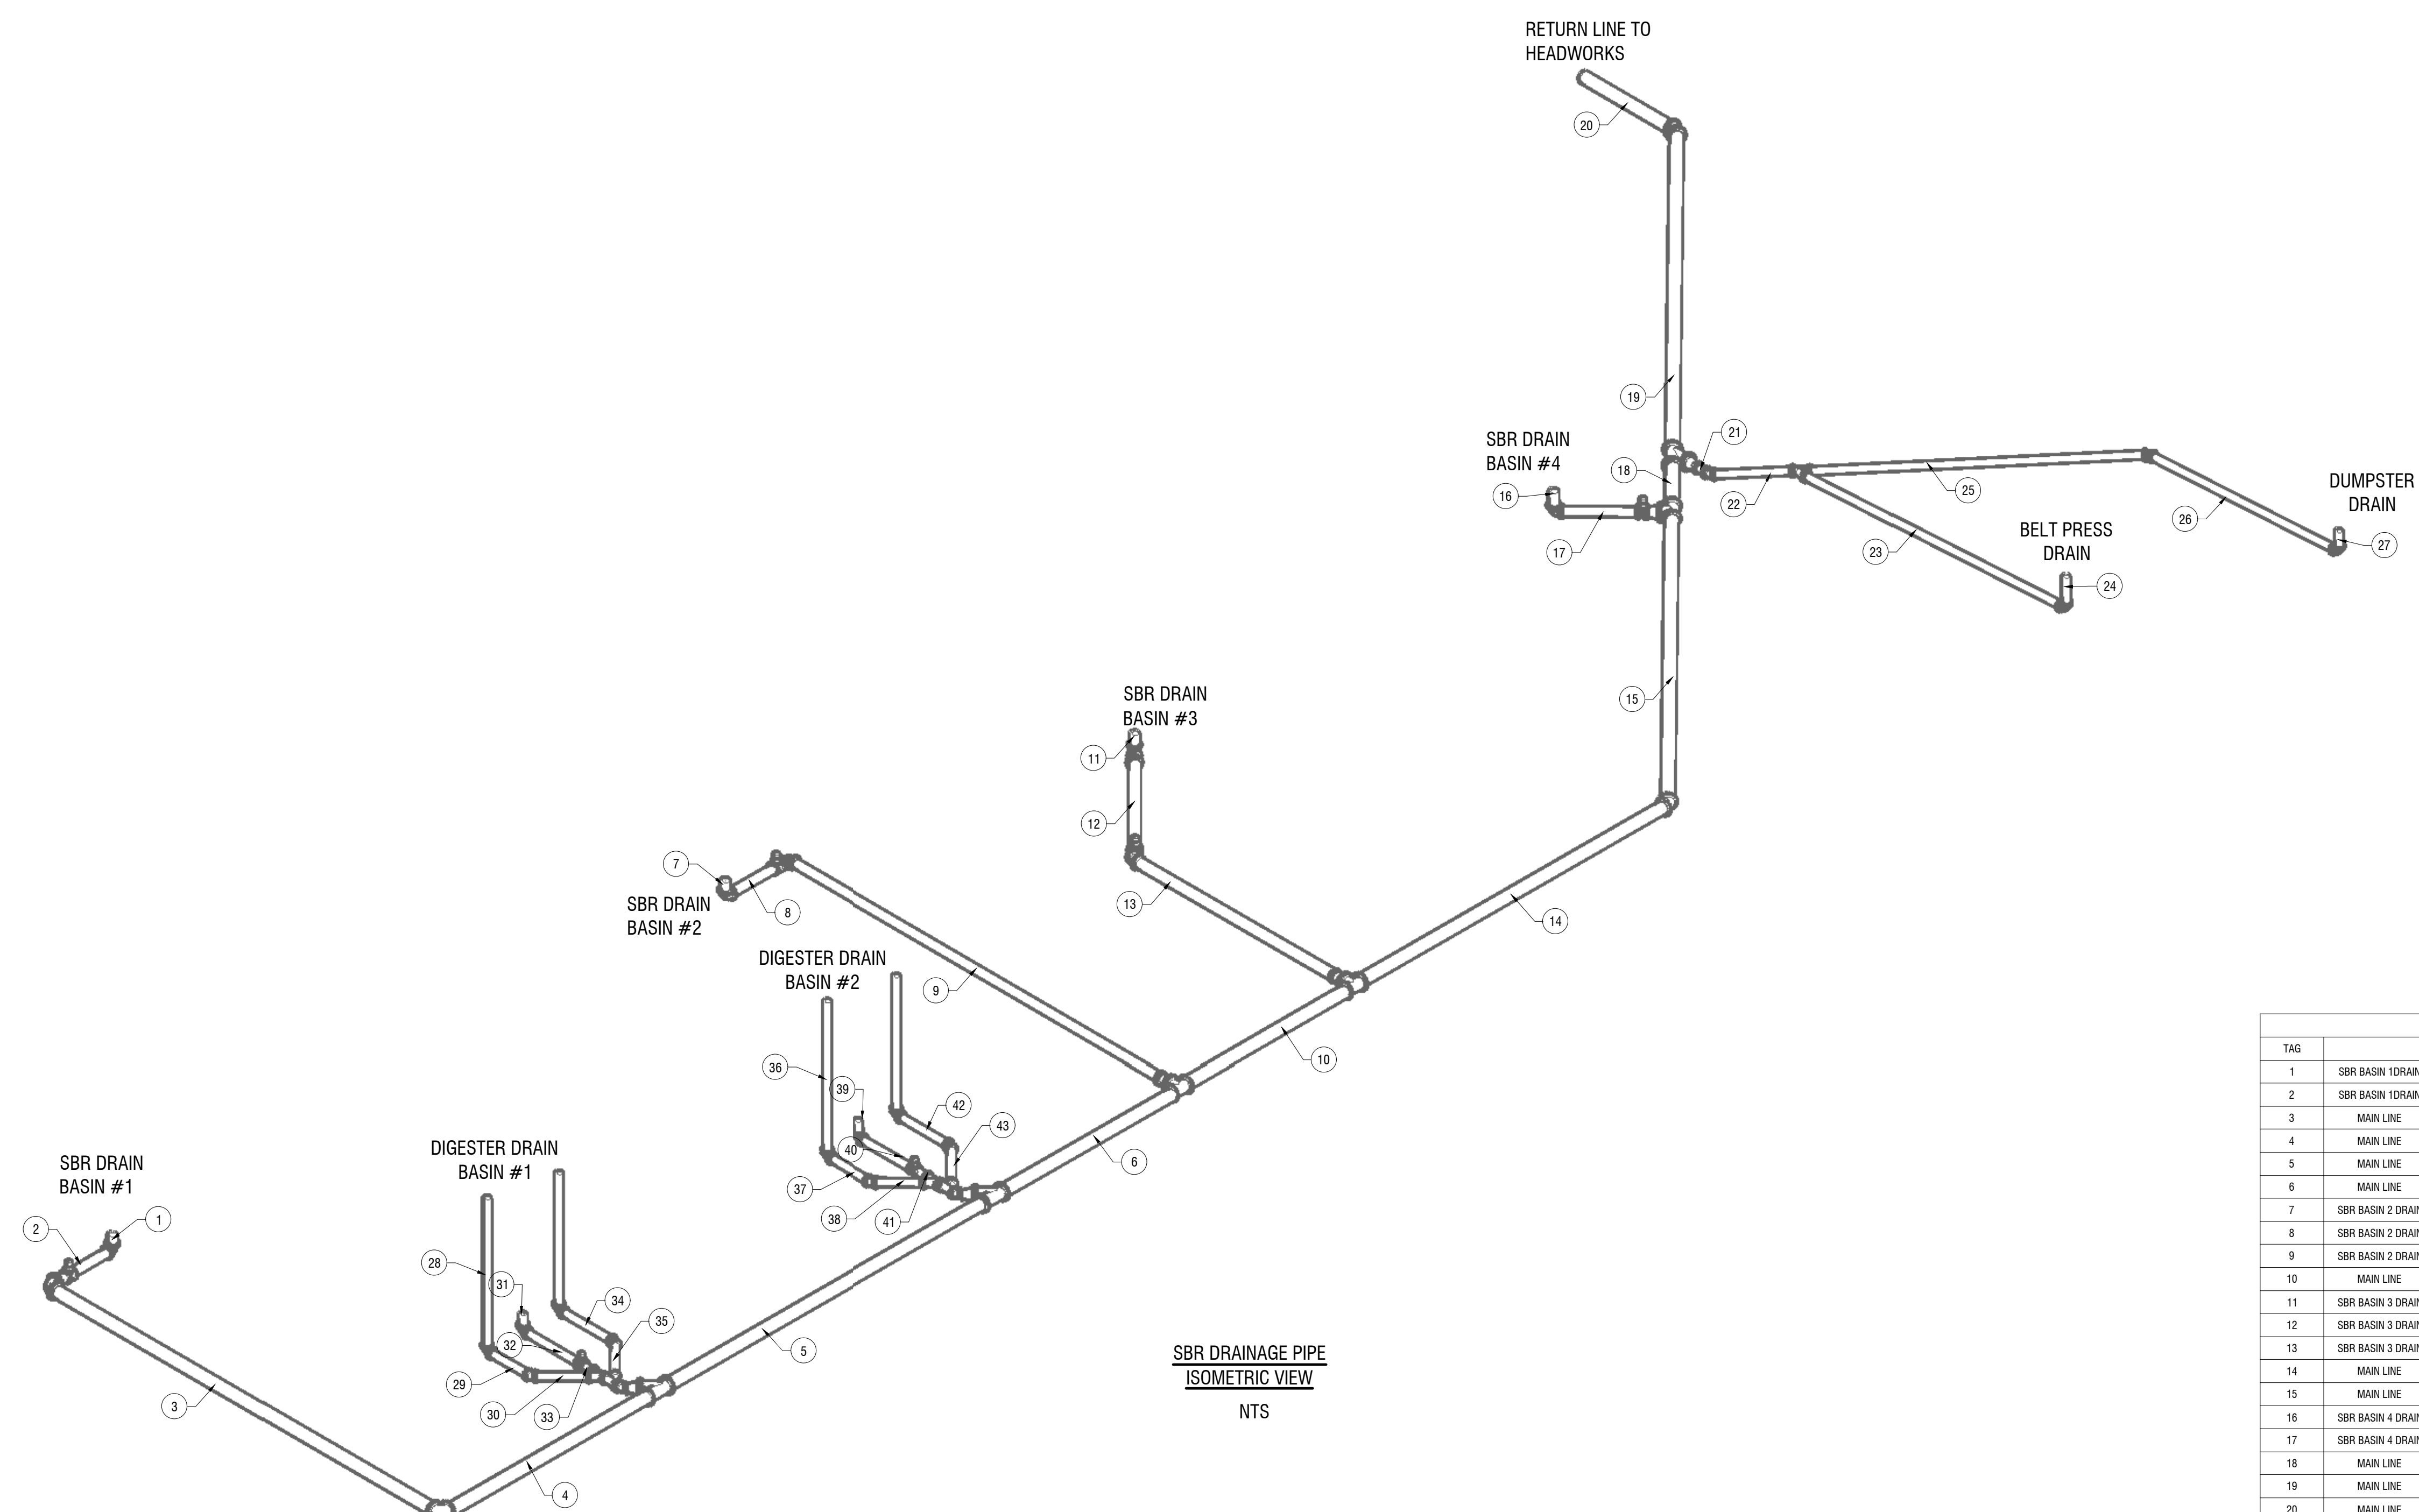 RETURN LINE TO
HEADWORKS
20
19
SBR DRAIN
BASIN #4
21
18
16
17
22
25
DUMPSTER
DRAIN
26
BELT PRESS
DRAIN
27
23
24
15
SBR DRAIN
BASIN #3
11
12
13
14
7
8
SBR DRAIN
BASIN #2
DIGESTER DRAIN
BASIN #2
9
10
36
39
42
43
40
6
37
38
41
DIGESTER DRAIN
BASIN #1
SBR DRAIN
BASIN #1
1
2
28
31
34
35
32
5
29
30
33
3
4
SBR DRAINAGE PIPE
ISOMETRIC VIEW
NTS
TAG
1 SBR BASIN 1DRAIN
2 SBR BASIN 1DRAIN
3 MAIN LINE
4 MAIN LINE
5 MAIN LINE
6 MAIN LINE
7 SBR BASIN 2 DRAIN
8 SBR BASIN 2 DRAIN
9 SBR BASIN 2 DRAIN
10 MAIN LINE
11 SBR BASIN 3 DRAIN
12 SBR BASIN 3 DRAIN
13 SBR BASIN 3 DRAIN
14 MAIN LINE
15 MAIN LINE
16 SBR BASIN 4 DRAIN
17 SBR BASIN 4 DRAIN
18 MAIN LINE
19 MAIN LINE
20 MAIN LINE